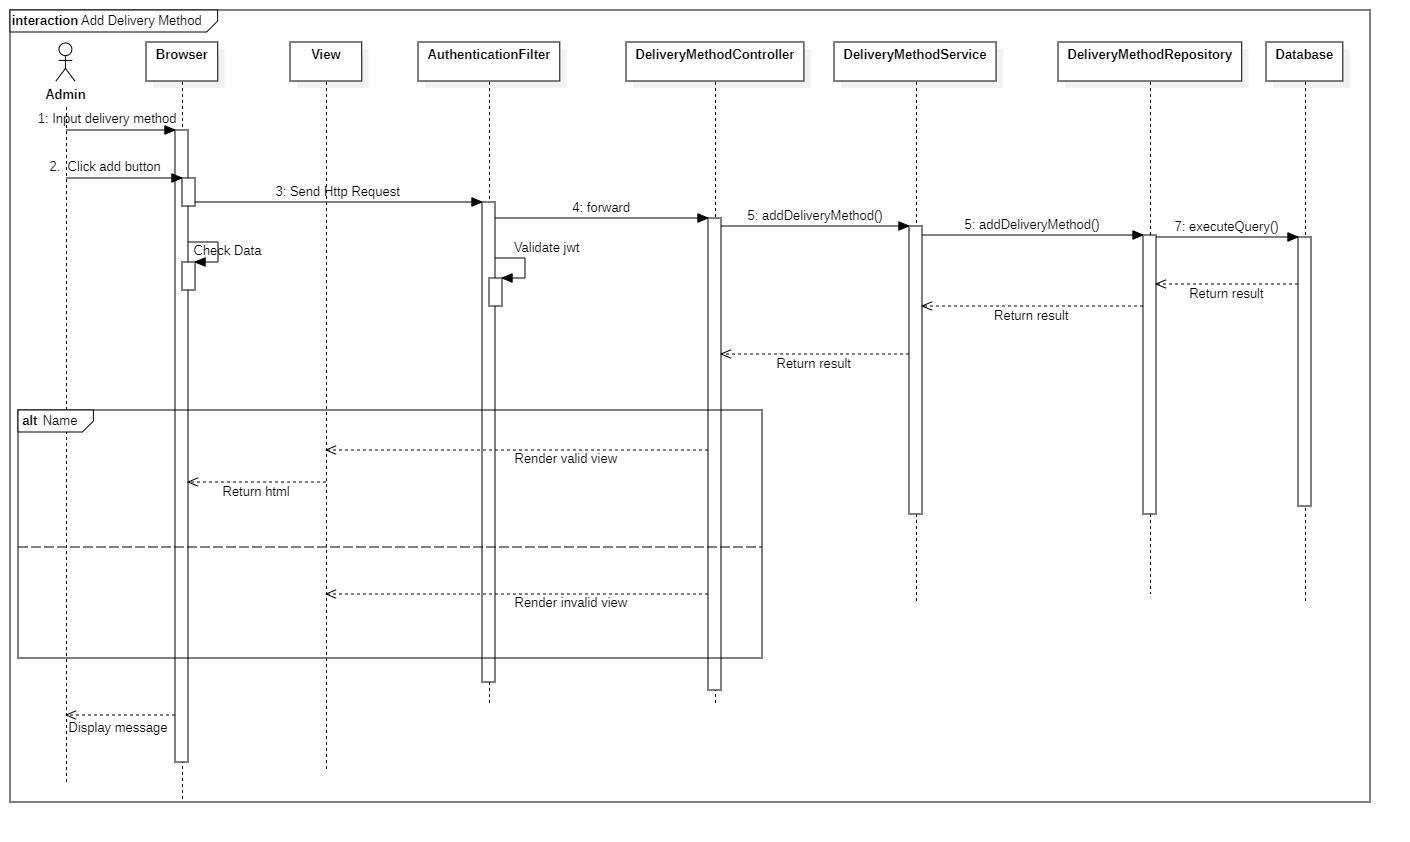 interaction Add Delivery Method
Admin
Browser
View
AuthenticationFilter
DeliveryMethodController
DeliveryMethodService
DeliveryMethodRepository
Database
1: Input delivery method
2. Click add button
3: Send Http Request
4: forward
5: addDeliveryMethod()
5: addDeliveryMethod()
7: executeQuery()
Check Data
Validate jwt
Return result
Return result
Return result
alt Name
Render valid view
Return html
Render invalid view
Display message